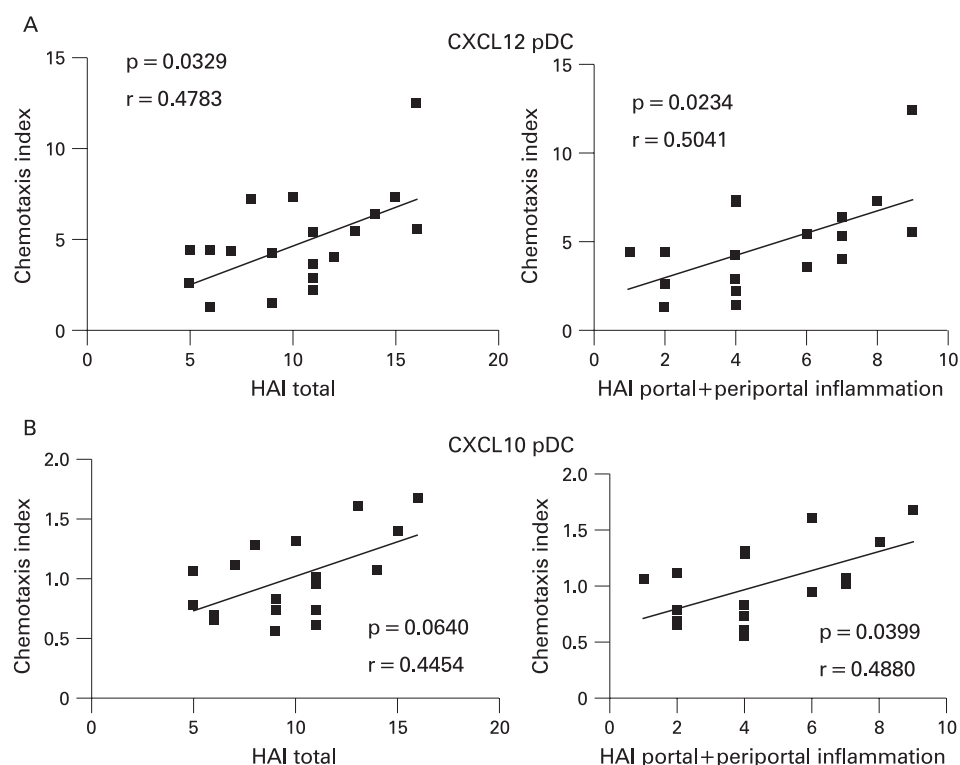 A
CXCL12 pDC
p = 0.0329
r = 0.4783
Chemotaxis index
15
10
5
0
0 5 10 15 20
HAI total
p = 0.0234
r = 0.5041
Chemotaxis index
15
10
5
0
0 2 4 6 8 10
HAI portal+periportal inflammation
B
CXCL10 pDC
Chemotaxis index
2.0
1.5
1.0
0.5
0
p = 0.0640
r = 0.4454
0 5 10 15 20
HAI total
Chemotaxis index
2.0
1.5
1.0
0.5
0
p = 0.0399
r = 0.4880
0 2 4 6 8 10
HAI portal+periportal inflammation